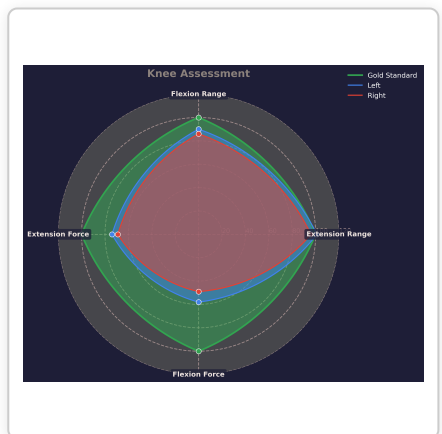 Knee Assessment
Gold Standard
Left
Right
Flexion Range
Extension Force
Extension Range
Flexion Force